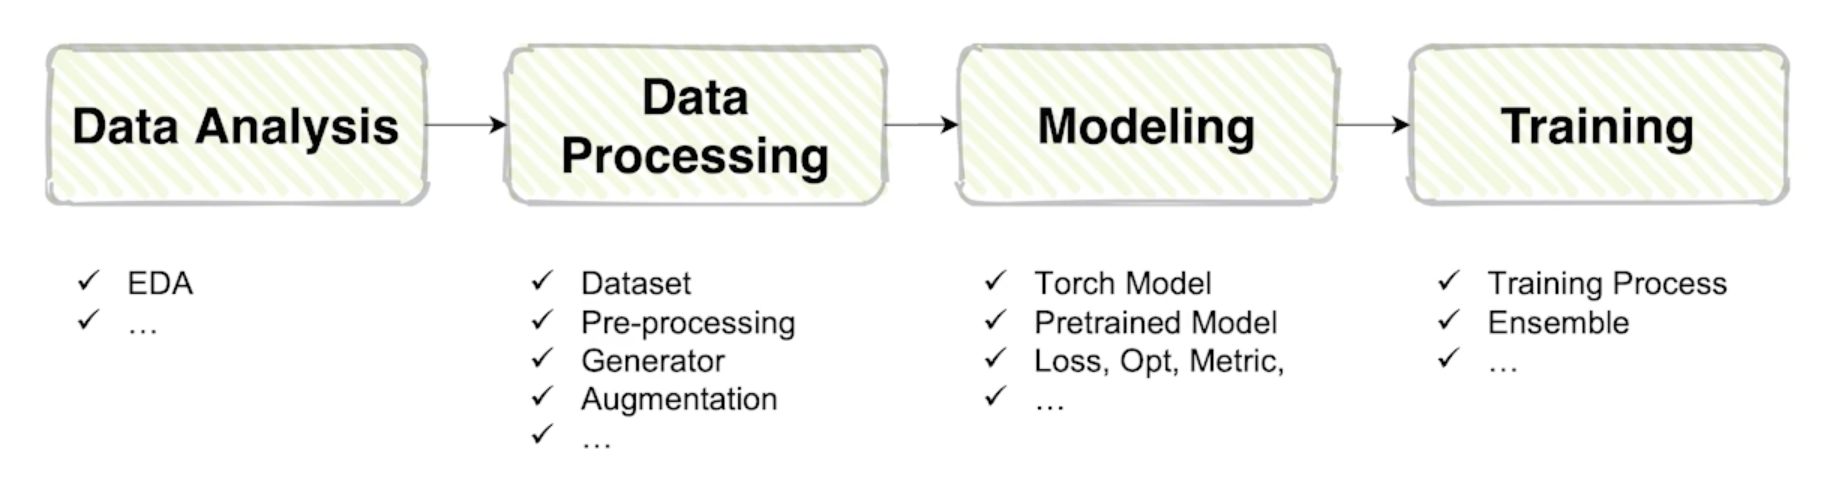 Data Analysis
Data
Processing
Modeling
Training
✓ EDA
✓ ...
✓ Dataset
✓ Pre-processing
✓ Generator
✓ Augmentation
✓ ...
✓ Torch Model
✓ Pretrained Model
✓ Loss, Opt, Metric,
✓ ...
✓ Training Process
✓ Ensemble
✓ ...